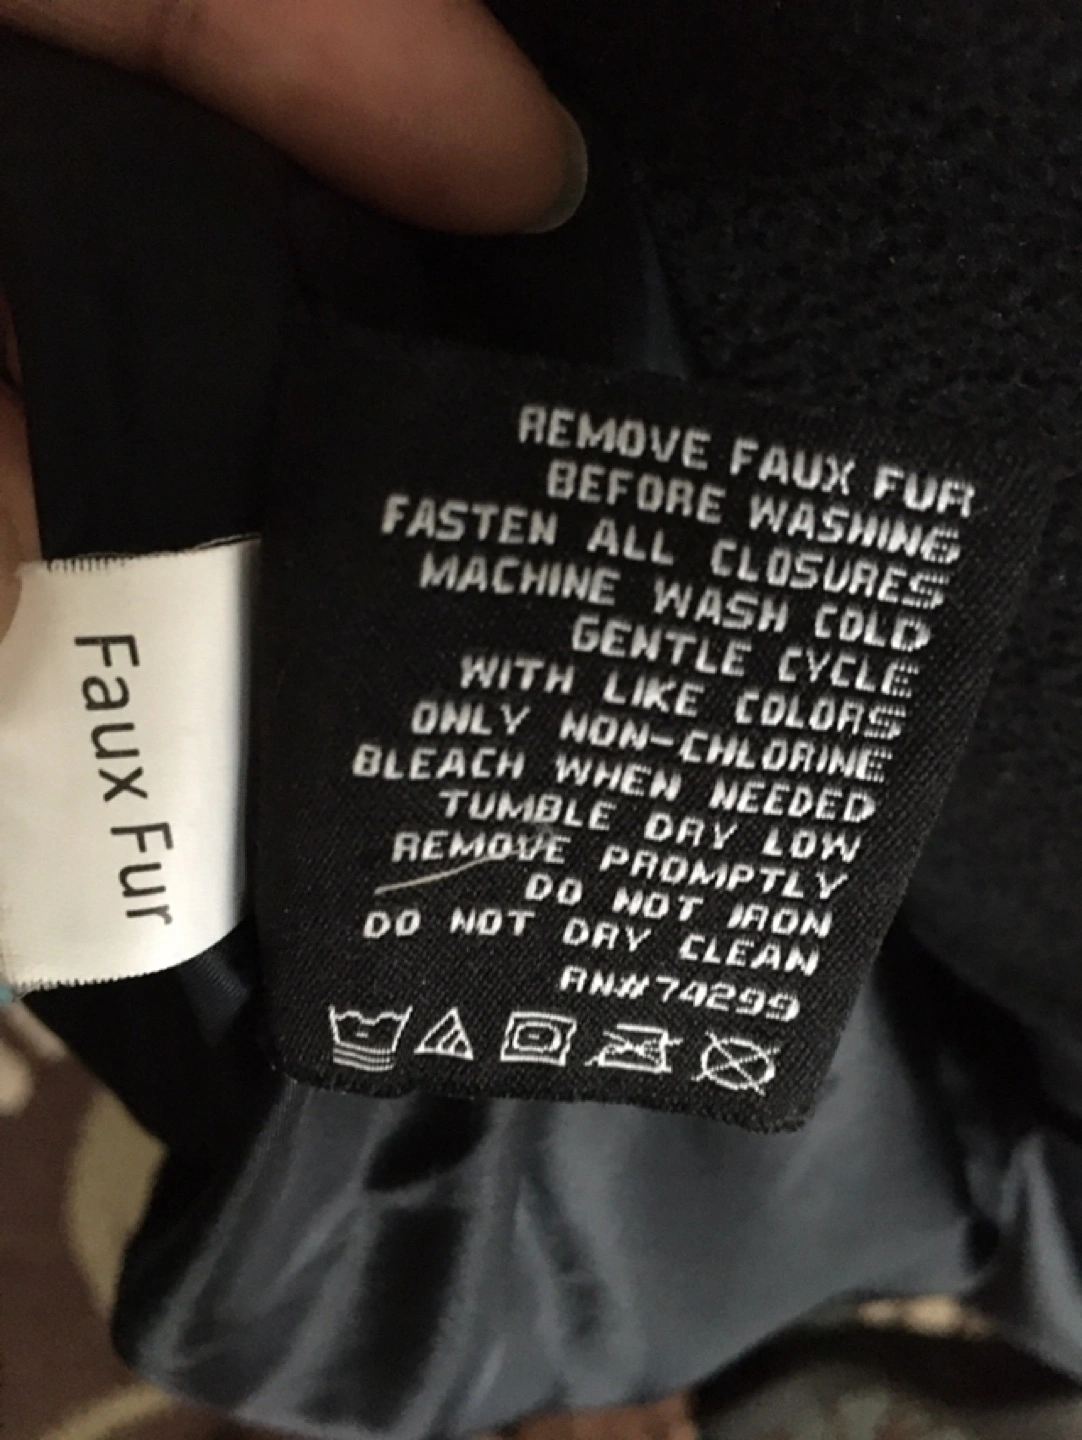 REMOVE FAUX FUR
BEFORE WASHING
FASTEN ALL CLOSURES
MACHINE WASH COLD
GENTLE CYCLE
WITH LIKE COLORS
ONLY NON-CHLORINE
BLEACH WHEN NEEDED
TUMBLE DRY LOW
REMOVE PROMPTLY
DO NOT IRON
DO NOT DRY CLEAN
RN#74299
Faux Fur